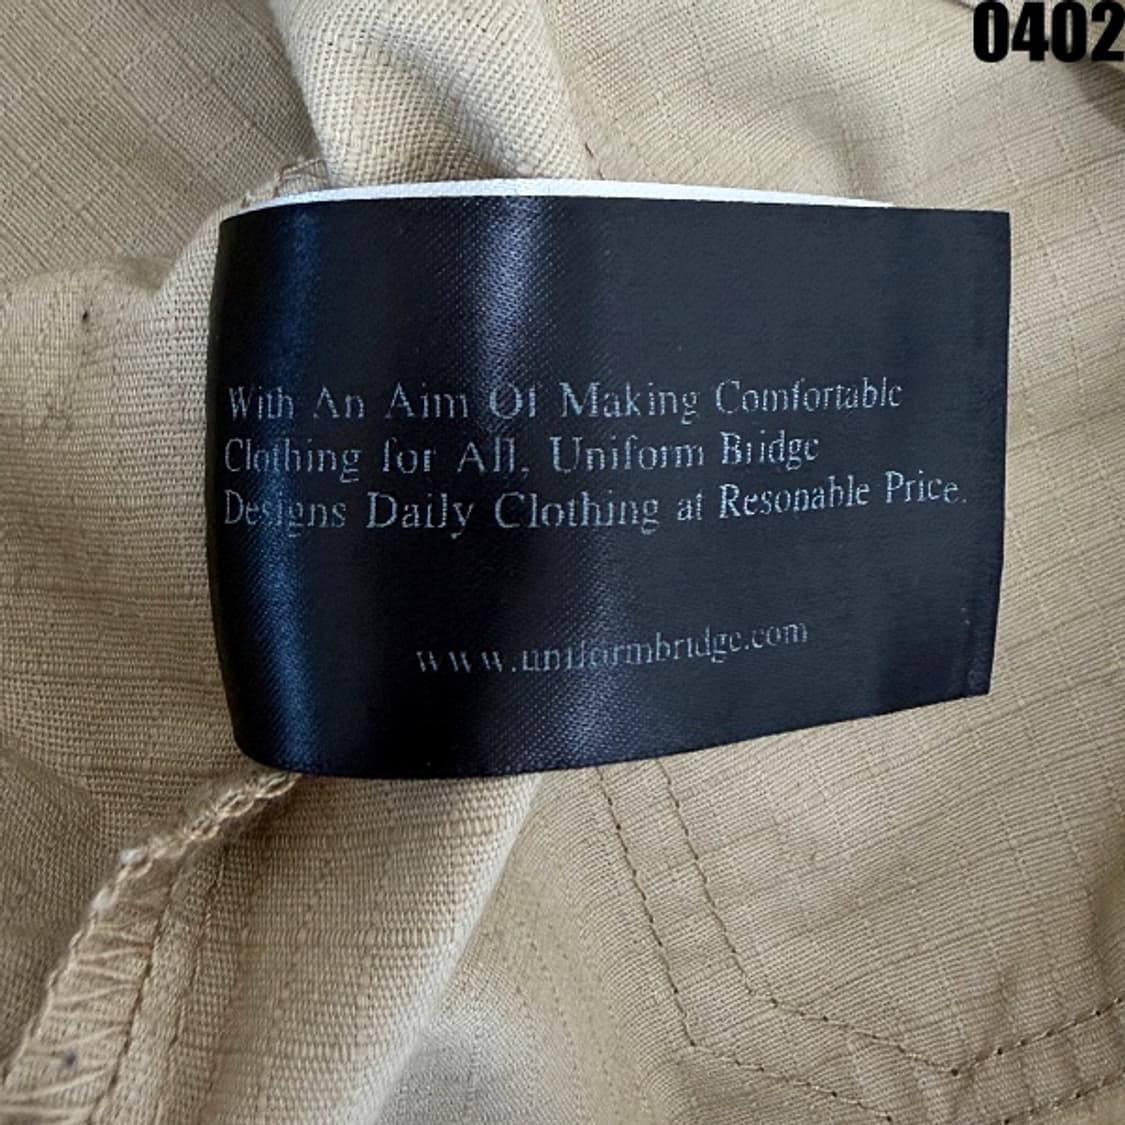 0402
With An Aim Of Making Comfortable
Clothing for All, Uniform Bridge
Designs Daily Clothing at Resonable Price.
www.uniformbridge.com